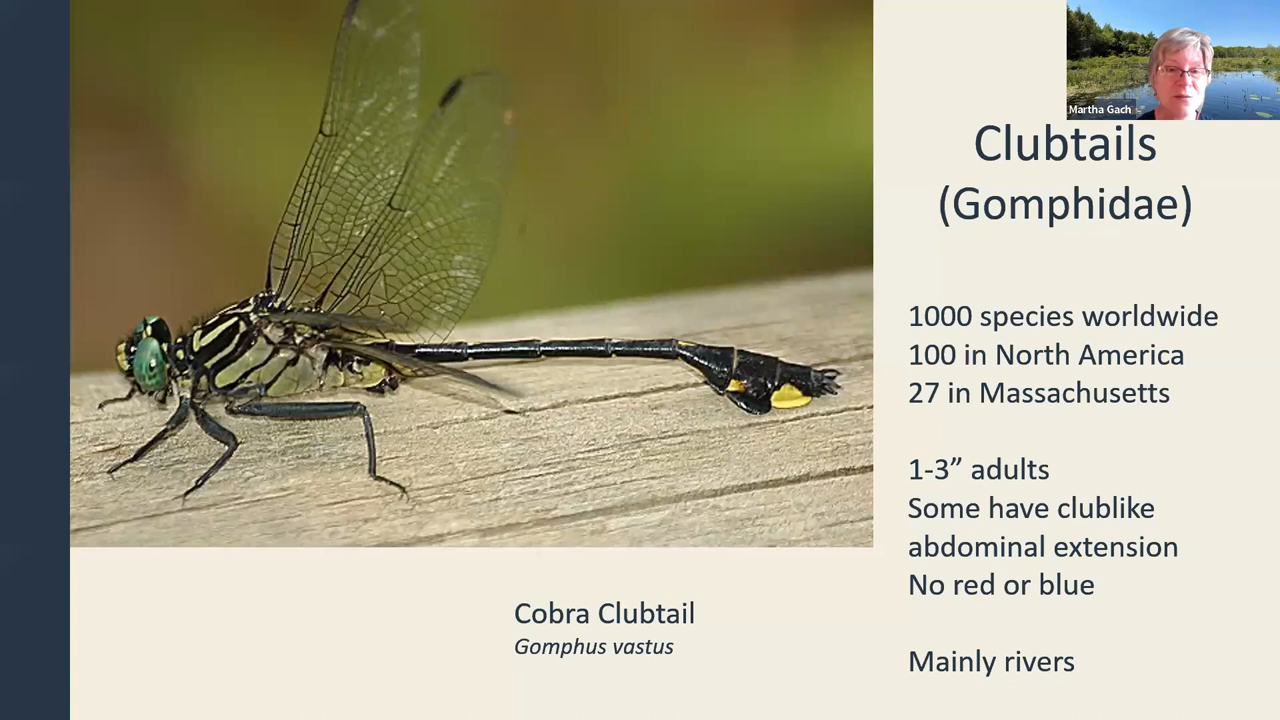 Martha Gach
Clubtails
(Gomphidae)
1000 species worldwide
100 in North America
27 in Massachusetts
1-3” adults
Some have clublike
abdominal extension
No red or blue
Mainly rivers
Cobra Clubtail
Gomphus vastus